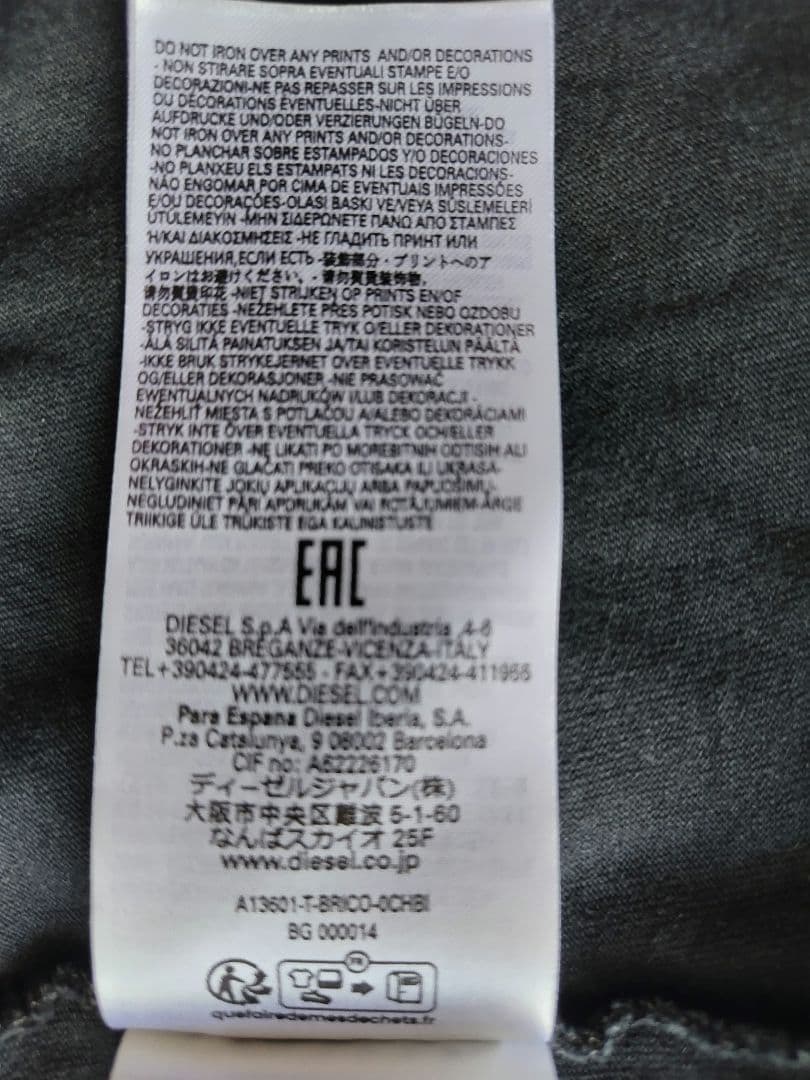 DO NOT IRON OVER ANY PRINTS AND/OR DECORATIONS
- NON STIRARE SOPRA EVENTUALI STAMPE E/O
DECORAZIONI-NE PAS REPASSER SUR LES IMPRESSIONS
OU DÉCORATIONS ÉVENTUELLES-NICHT ÜBER
AUFDRUCKE UND/ODER VERZIERUNGEN BÜGELN-DO
NOT IRON OVER ANY PRINTS AND/OR DECORATIONS-
NO PLANCHAR SOBRE ESTAMPADOS Y/O DECORACIONES
-NO PLANXEU ELS ESTAMPATS NI LES DECORACIONS-
NÃO ENGOMAR POR CIMA DE EVENTUAIS IMPRESSÕES
E/OU DECORAÇÕES-OLASI BASKI VE/VEYA SÜSLEMELERİ
ÜTÜLEMEYİN -ΜΗΝ ΣΙΔΕΡΩΝΕΤΕ ΠΑΝΩ ΑΠΟ ΣΤΑΜΠΕΣ
Ή/ΚΑΙ ΔΙΑΚΟΣΜΗΣΕΙΣ -НЕ ГЛАДИТЬ ПРИНТ ИЛИ
УКРАШЕНИЯ,ЕСЛИ ЕСТЬ -装飾部分・プリントへのア
イロンはお避けください。-请勿熨烫装饰物,
请勿熨烫印花 -NIET STRIJKEN OP PRINTS EN/OF
DECORATIES -NEŽEHLETE PŘES POTISK NEBO OZDOBU
-STRYG IKKE EVENTUELLE TRYK O/ELLER DEKORATIONER
-ÄLÄ SILITÄ PAINATUKSEN JA/TAI KORISTELUN PÄÄLTÄ
-IKKE BRUK STRYKEJERNET OVER EVENTUELLE TRYKK
OG/ELLER DEKORASJONER -NIE PRASOWAĆ
EWENTUALNYCH NADRUKÓW I/LUB DEKORACJI -
NEŽEHLIŤ MIESTA S POTLAČOU A/ALEBO DEKORÁCIAMI
-STRYK INTE ÖVER EVENTUELLA TRYCK OCH/ELLER
DEKORATIONER -NE LIKATI PO MOREBITNIH ODTISIH ALI
OKRASKIH-NE GLAČATI PREKO OTISAKA ILI UKRASA-
NELYGINKITE JOKIŲ APLIKACIJŲ ARBA PAPUOŠIMŲ-
NEGLUDINIET PĀRI APDRUKĀM VAI ROTĀJUMIEM-ÄRGE
TRIIKIGE ÜLE TRÜKISTE EGA KAUNISTUSTE
EAC
DIESEL S.p.A Via dell'Industria ,4-6
36042 BREGANZE-VICENZA-ITALY
TEL+390424-477555 - FAX+390424-411955
WWW.DIESEL.COM
Para Espana Diesel Iberia, S.A.
P.za Catalunya, 9 08002 Barcelona
CIF no: A62226170
ディーゼルジャパン(株)
大阪市中央区難波 5-1-60
なんばスカイオ 25F
www.diesel.co.jp
A13601-T-BRICO-0CHBI
BG 000014
FR
quefairedemesdechets.fr